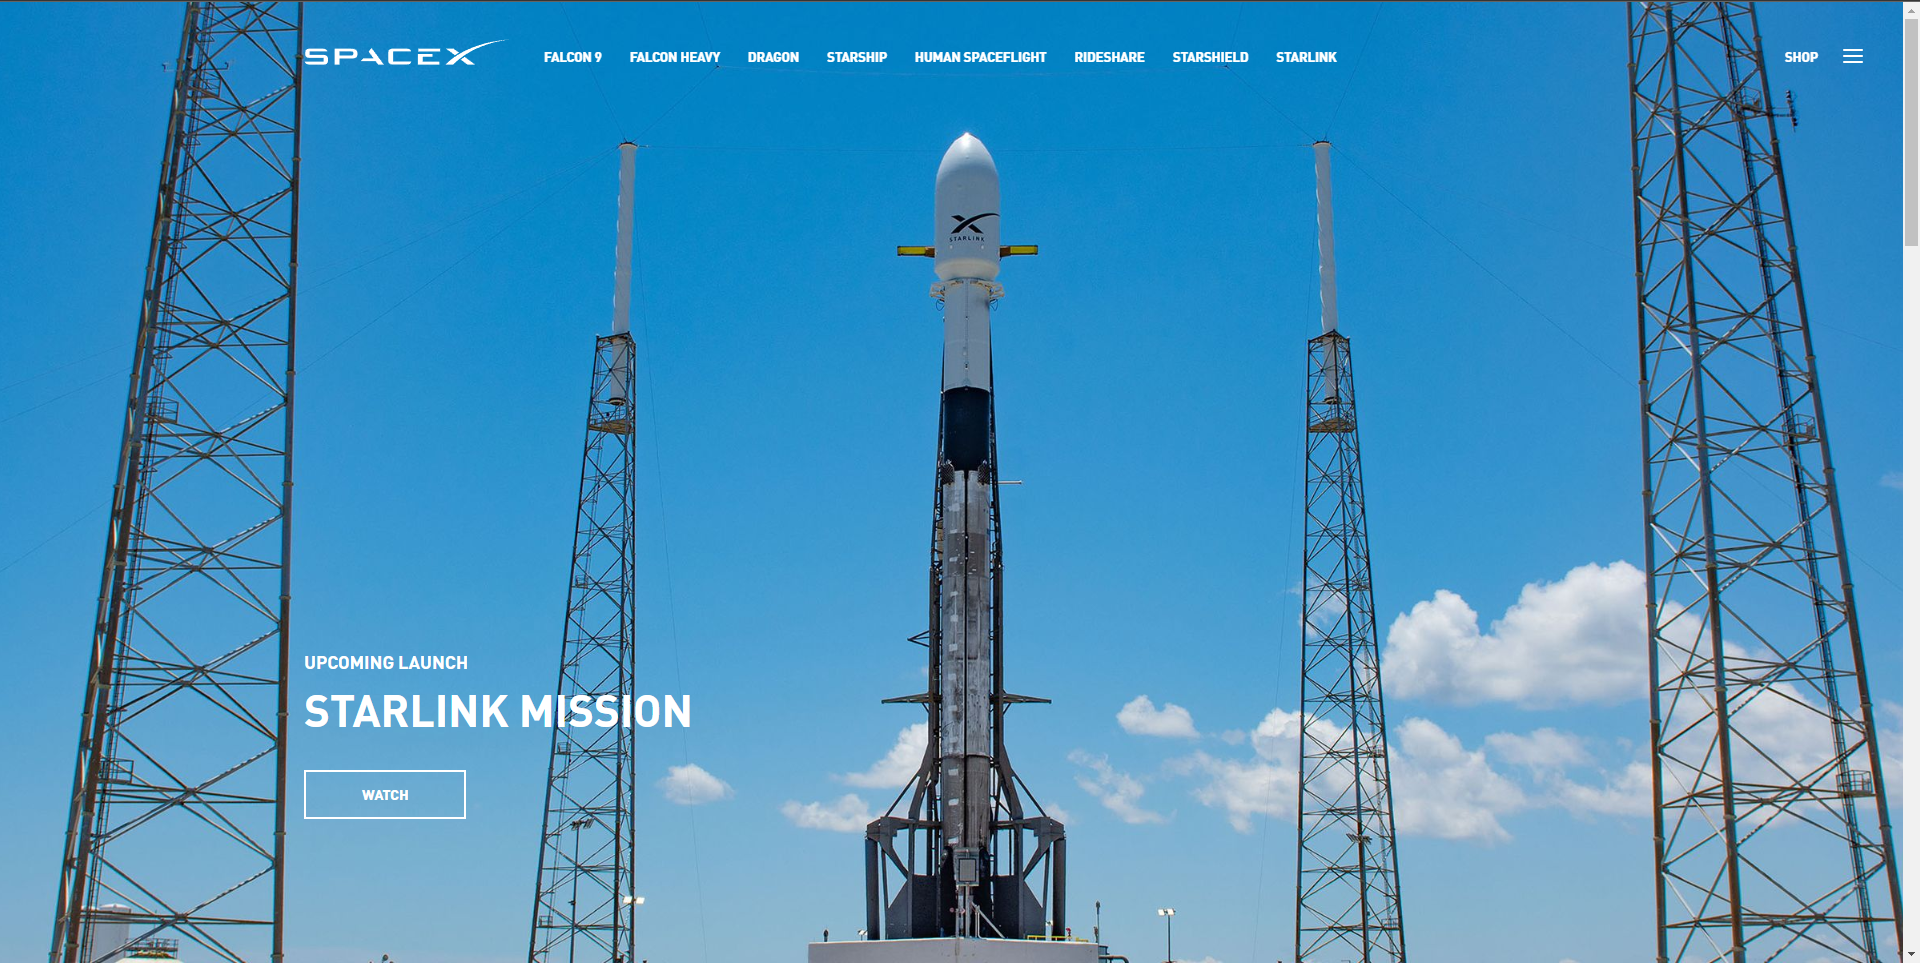 SPACEX
FALCON 9 FALCON HEAVY DRAGON STARSHIP HUMAN SPACEFLIGHT RIDESHARE STARSHIELD STARLINK SHOP
STARLINK
UPCOMING LAUNCH
STARLINK MISSION
WATCH